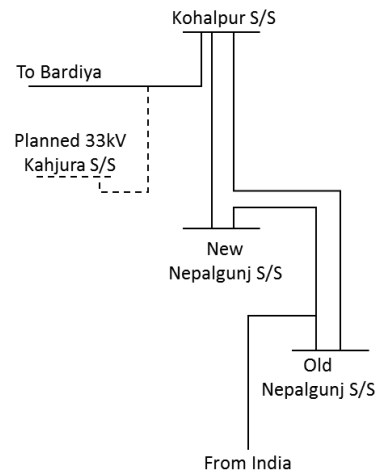 Kohalpur S/S
To Bardiya
Planned 33kV
Kahjura S/S
New
Nepalgunj S/S
Old
Nepalgunj S/S
From India